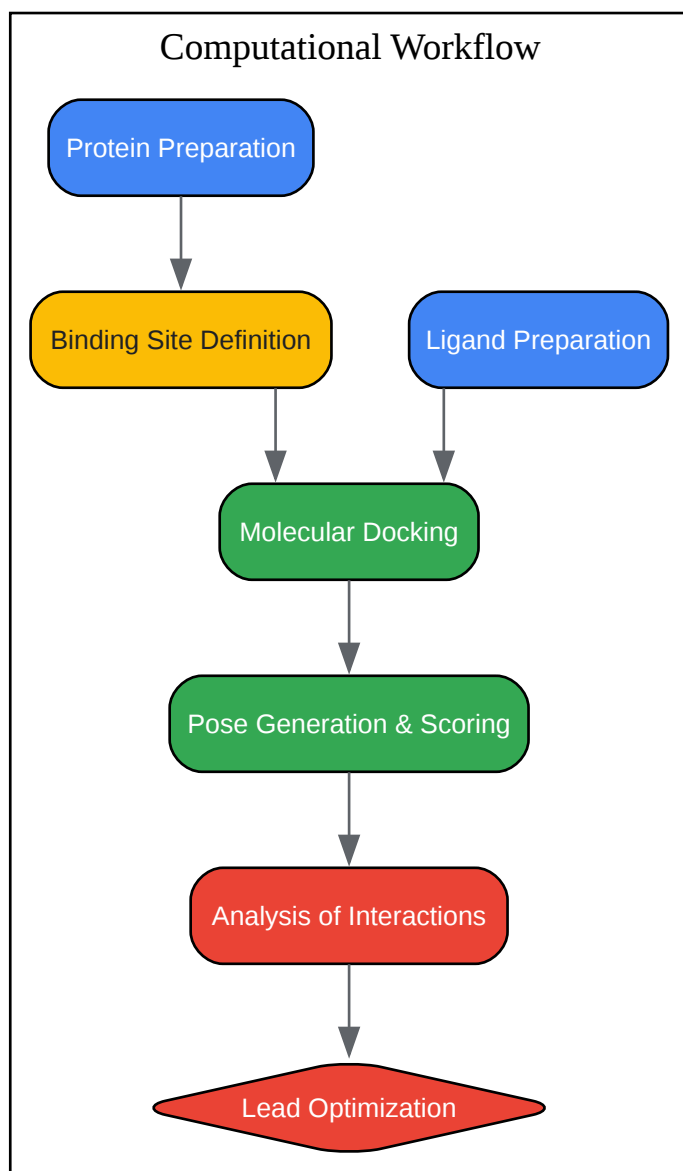 Computational Workflow
Protein Preparation
Binding Site Definition
Ligand Preparation
Molecular Docking
Pose Generation & Scoring
Analysis of Interactions
Lead Optimization